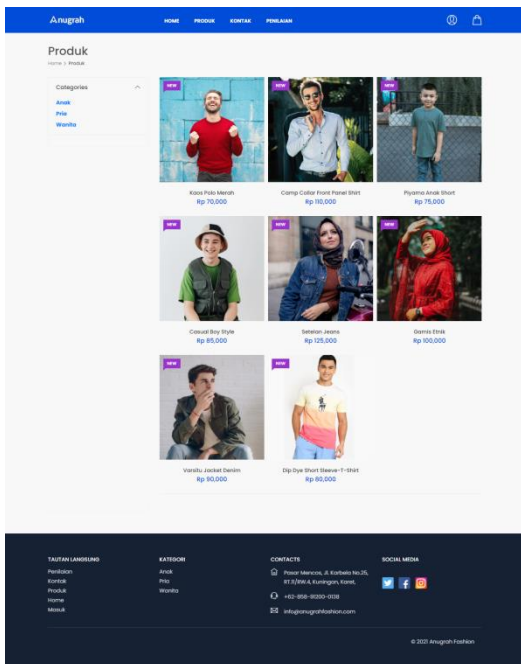 Anugrah
HOME PRODUK KONTAK PENILAIAN
Produk
Home > Produk
Categories
Anak
Pria
Wanita
NEW
NEW
NEW
Kaos Polo Merah
Rp 70,000
Camp Collar Front Panel Shirt
Rp 110,000
Piyama Anak Short
Rp 75,000
NEW
NEW
NEW
Casual Boy Style
Rp 85,000
Setelan Jeans
Rp 125,000
Gamis Etnik
Rp 100,000
NEW
NEW
Varsitu Jacket Denim
Rp 90,000
Dip Dye Short Sleeve-T-Shirt
Rp 80,000
TAUTAN LANGSUNG
Penilaian
Kontak
Produk
Home
Masuk
KATEGORI
Anak
Pria
Wanita
CONTACTS
Pasar Mencos, Jl. Karbela No.25,
RT.11/RW.4, Kuningan, Karet,
+62-858-91200-0138
info@anugrahfashion.com
SOCIAL MEDIA
© 2021 Anugrah Fashion